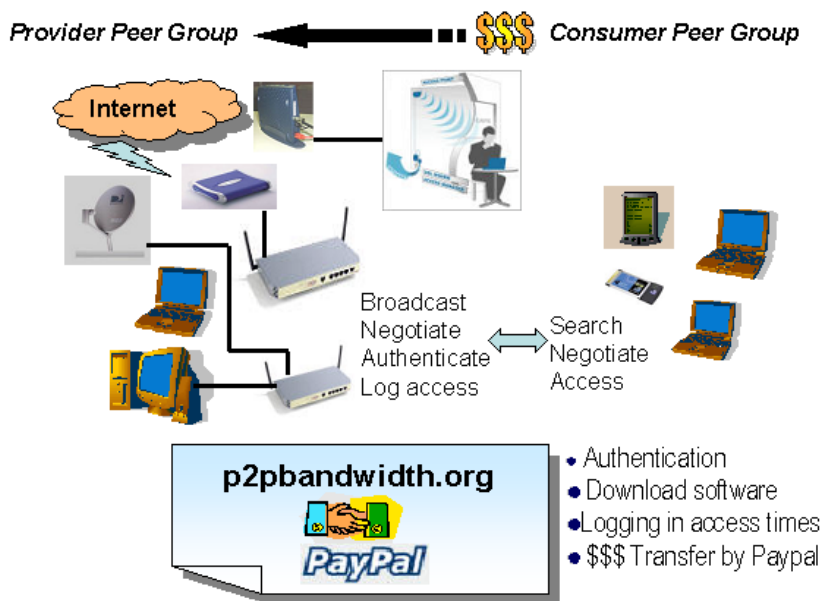 Provider Peer Group
$$$
Consumer Peer Group
Internet
Broadcast
Negotiate
Authenticate
Log access
Search
Negotiate
Access
p2pbandwidth.org
PayPal
• Authentication
• Download software
• Logging in access times
• $$$ Transfer by Paypal